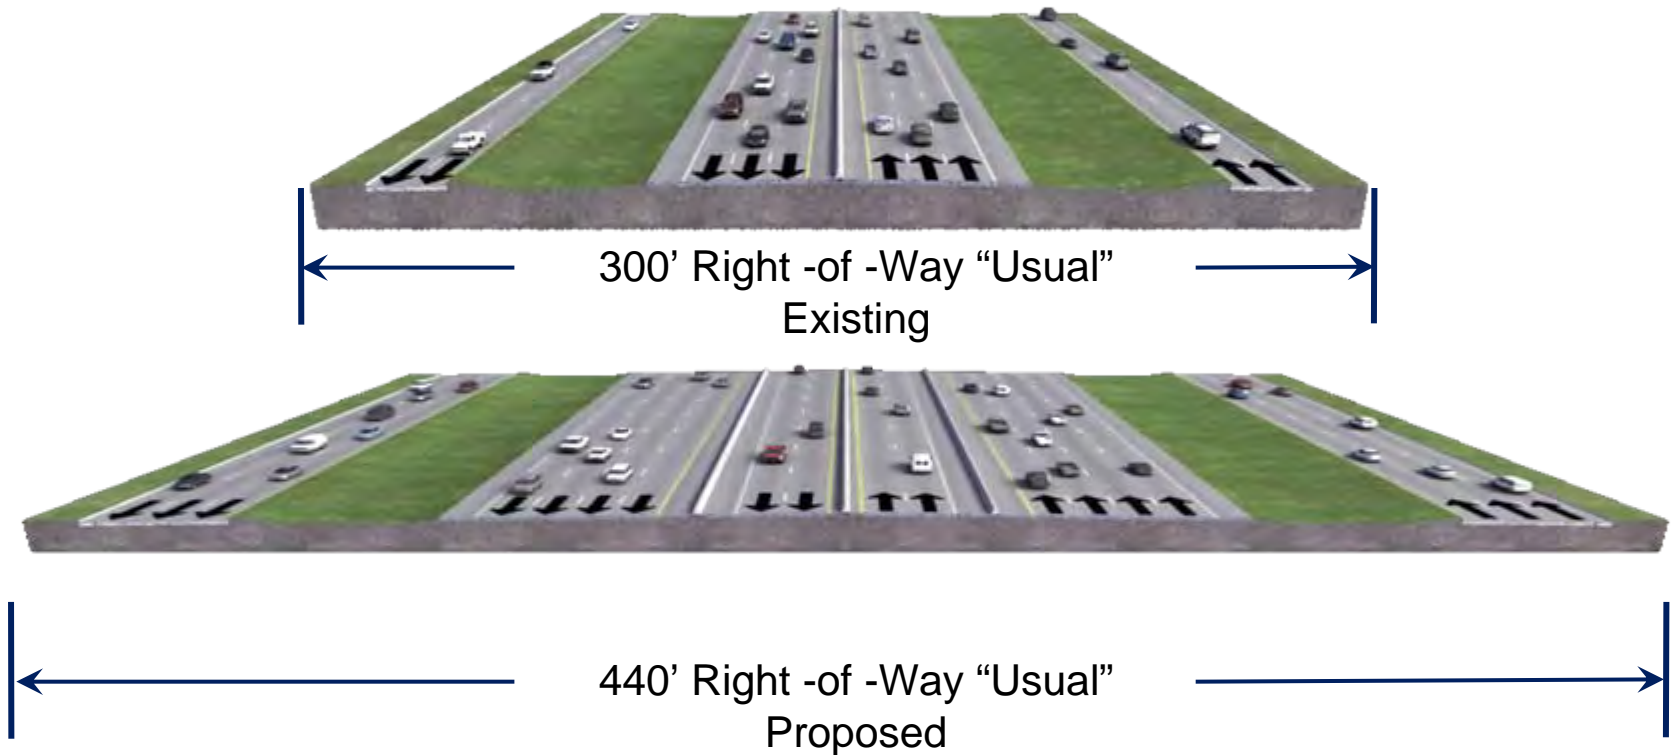 300’ Right -of -Way “Usual”
Existing
440’ Right -of -Way “Usual”
Proposed